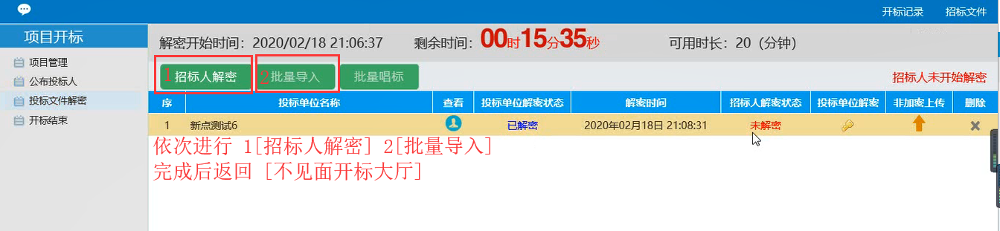 开标记录 招标文件
项目开标
解密开始时间：2020/02/18 21:06:37 剩余时间：00时15分35秒 可用时长：20（分钟）
项目管理
公布投标人
投标文件解密
开标结束
1 招标人解密 2 批量导入 批量唱标
招标人未开始解密
序 投标单位名称 查看 投标单位解密状态 解密时间 招标人解密状态 投标单位解密 非加密上传 删除
1 新点测试6 已解密 2020年02月18日 21:08:31 未解密
依次进行 1[招标人解密] 2[批量导入]
完成后返回 [不见面开标大厅]